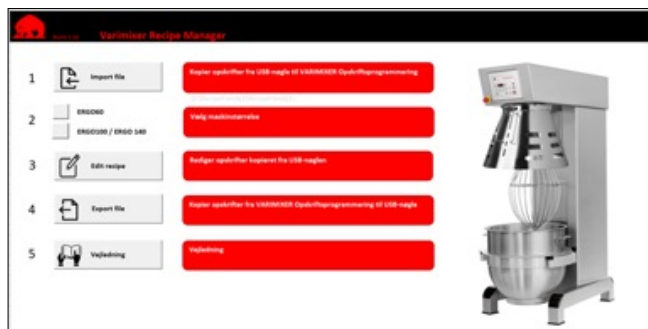 Varimixer Recipe Manager
1
Import file
Kopier opskrifter fra USB-nøgle til VARIMIXER Opskriftsprogrammering
2
ERGO60
ERGO100 / ERGO 140
Vælg maskinstørrelse
3
Edit recipe
Rediger opskrifter kopieret fra USB-nøglen
4
Export file
Kopier opskrifter fra VARIMIXER Opskriftsprogrammering til USB-nøgle
5
Vejledning
Vejledning